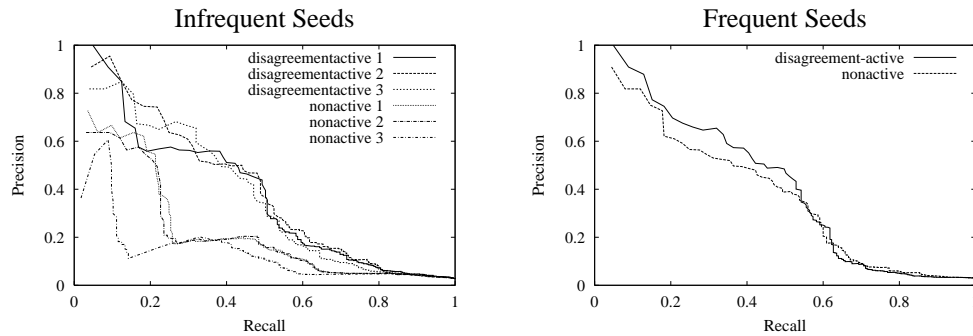 Infrequent Seeds
1
0.8
0.6
0.4
0.2
0
Precision
0
0.2
0.4
0.6
0.8
1
Recall
disagreementactive 1
disagreementactive 2
disagreementactive 3
nonactive 1
nonactive 2
nonactive 3
Frequent Seeds
1
0.8
0.6
0.4
0.2
0
Precision
0
0.2
0.4
0.6
0.8
Recall
disagreement-active
nonactive